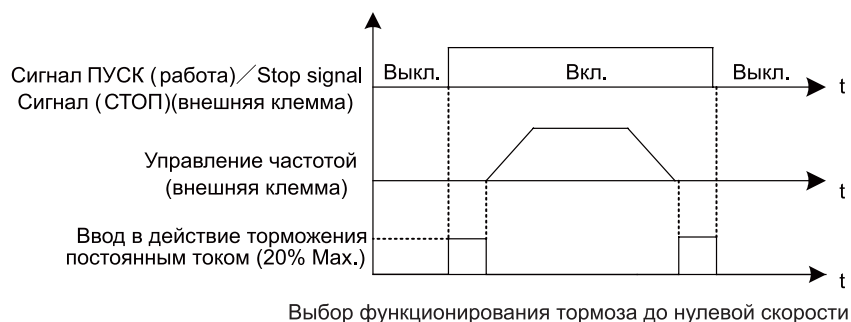 Сигнал ПУСК (работа)／Stop signal
Сигнал (СТОП)(внешняя клемма)
Выкл.
Вкл.
Выкл.
t
Управление частотой
(внешняя клемма)
t
Ввод в действие торможения
постоянным током (20% Max.)
t
Выбор функционирования тормоза до нулевой скорости